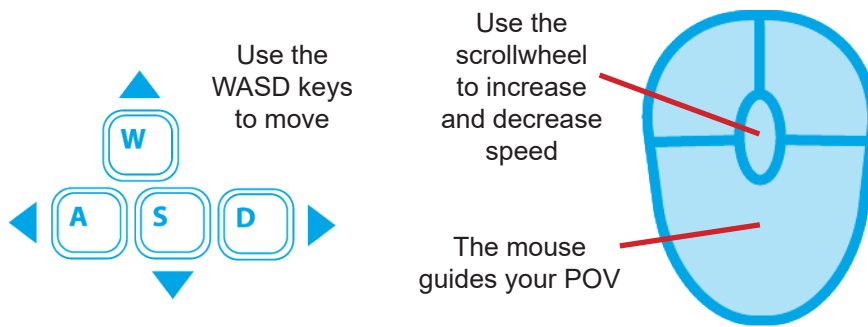 Use the
WASD keys
to move
W
A S D
Use the
scrollwheel
to increase
and decrease
speed
The mouse
guides your POV